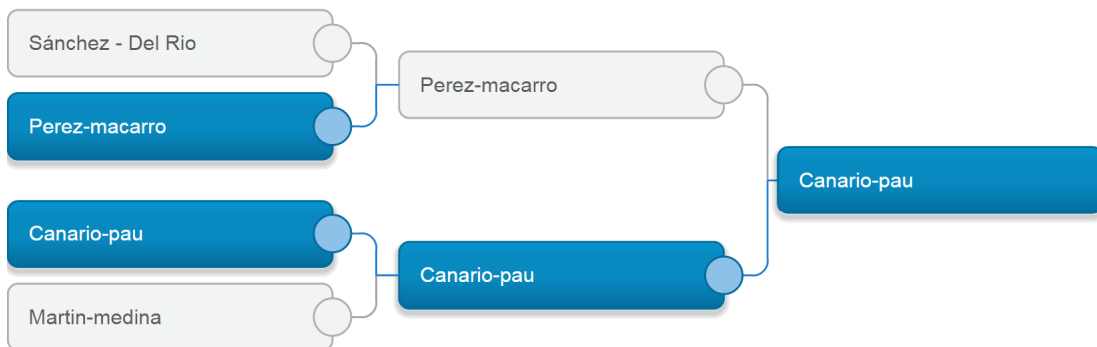 Sánchez - Del Rio
Perez-macarro
Perez-macarro
Canario-pau
Canario-pau
Canario-pau
Martin-medina